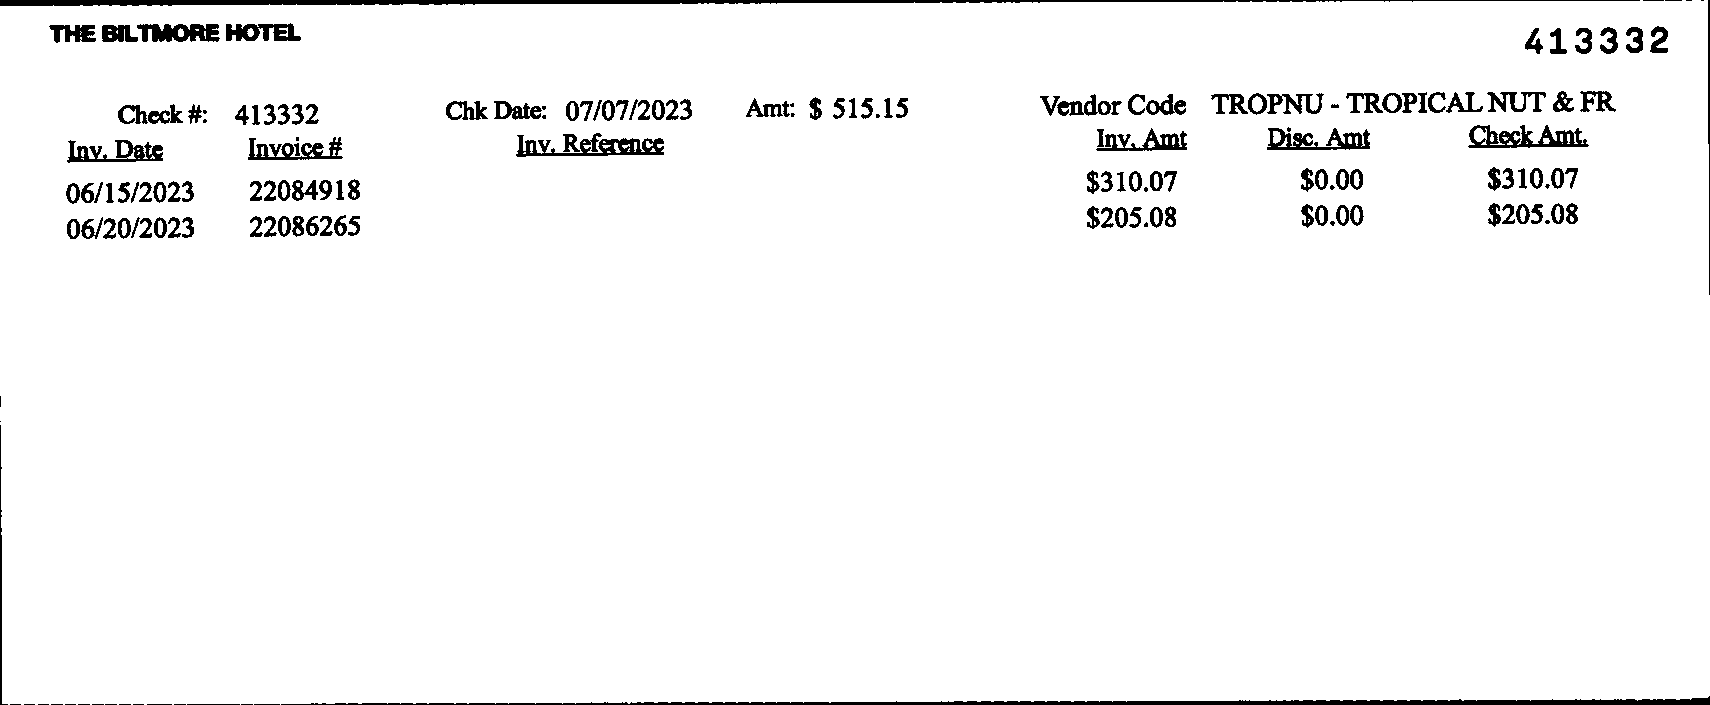 THE BILTMORE HOTEL 413332
Check #: 413332 Chk Date: 07/07/2023 Amt: $ 515.15 Vendor Code TROPNU - TROPICAL NUT & FR
Inv. Date Invoice # Inv. Reference Inv. Amt Disc. Amt Check Amt.
06/15/2023 22084918 $310.07 $0.00 $310.07
06/20/2023 22086265 $205.08 $0.00 $205.08